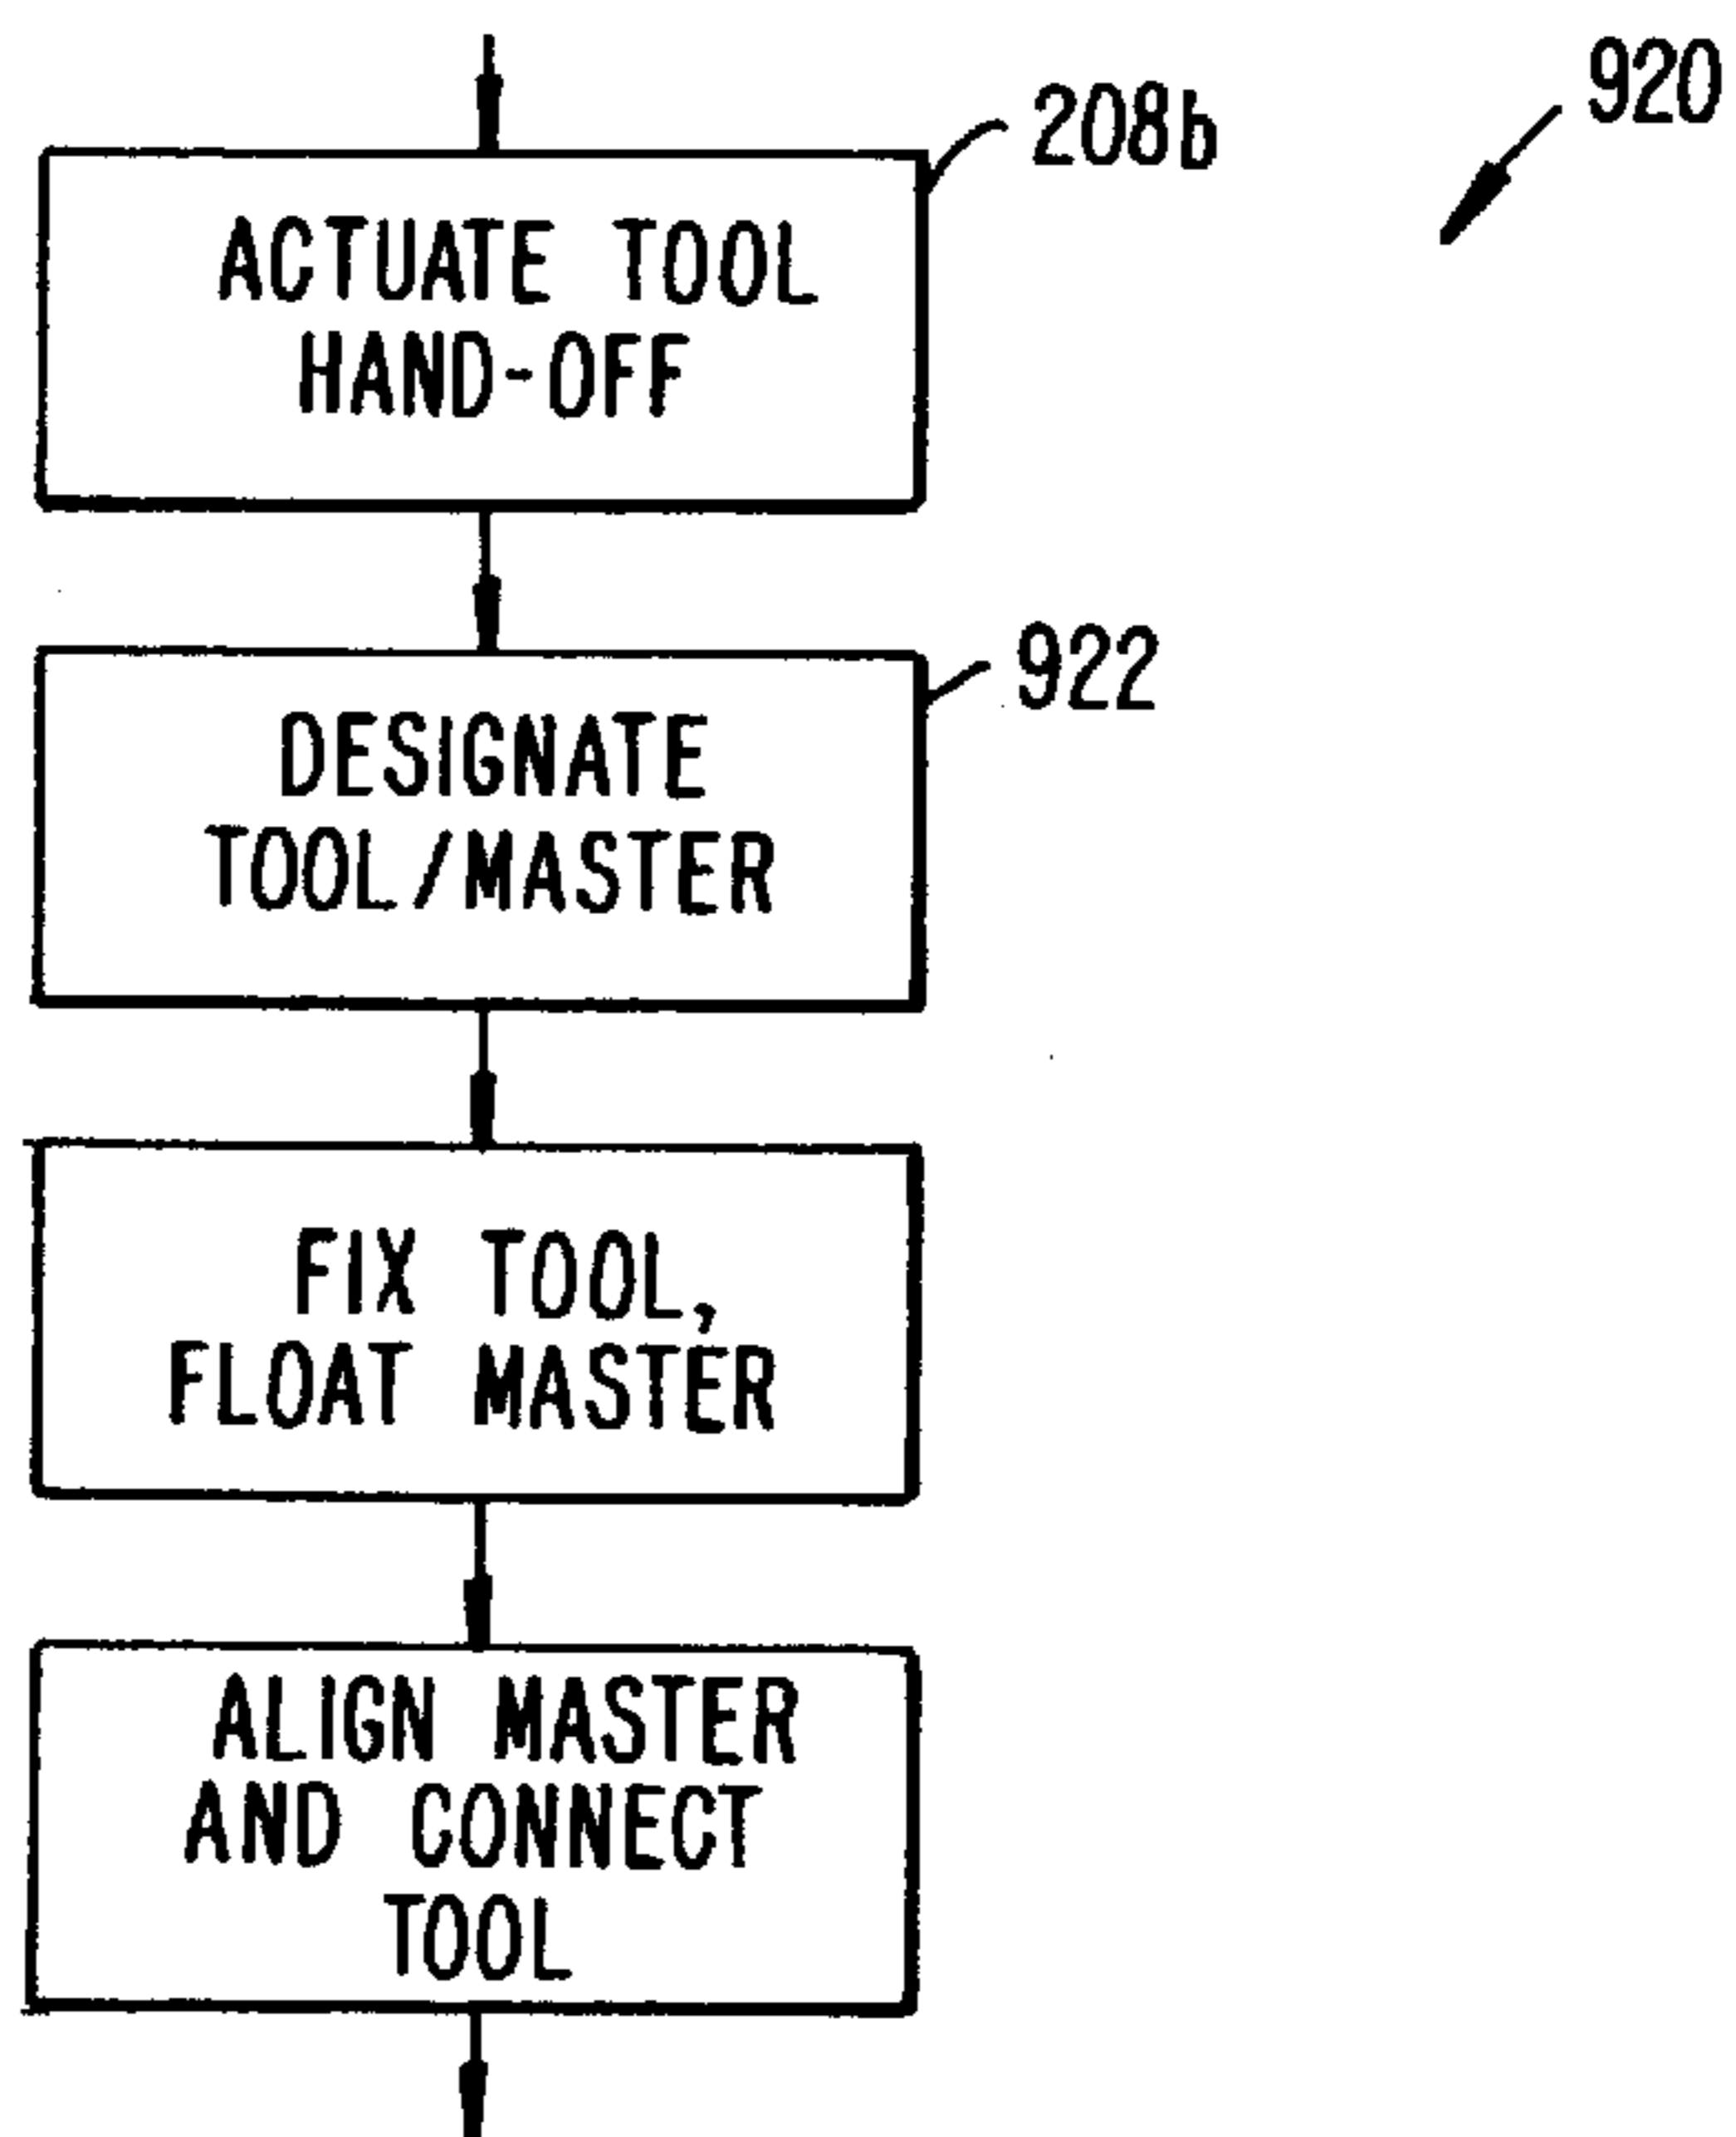 920
208b
ACTUATE TOOL
HAND-OFF
922
DESIGNATE
TOOL/MASTER
FIX TOOL,
FLOAT MASTER
ALIGN MASTER
AND CONNECT
TOOL